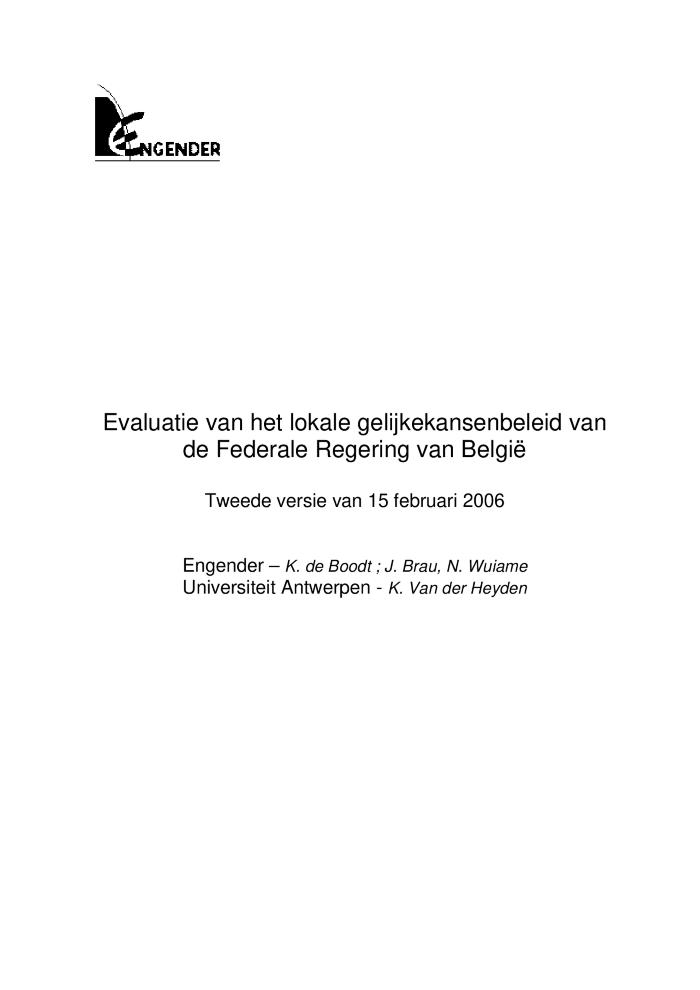 ENGENDER
Evaluatie van het lokale gelijkekansenbeleid van
de Federale Regering van België
Tweede versie van 15 februari 2006
Engender – K. de Boodt ; J. Brau, N. Wuiame
Universiteit Antwerpen - K. Van der Heyden